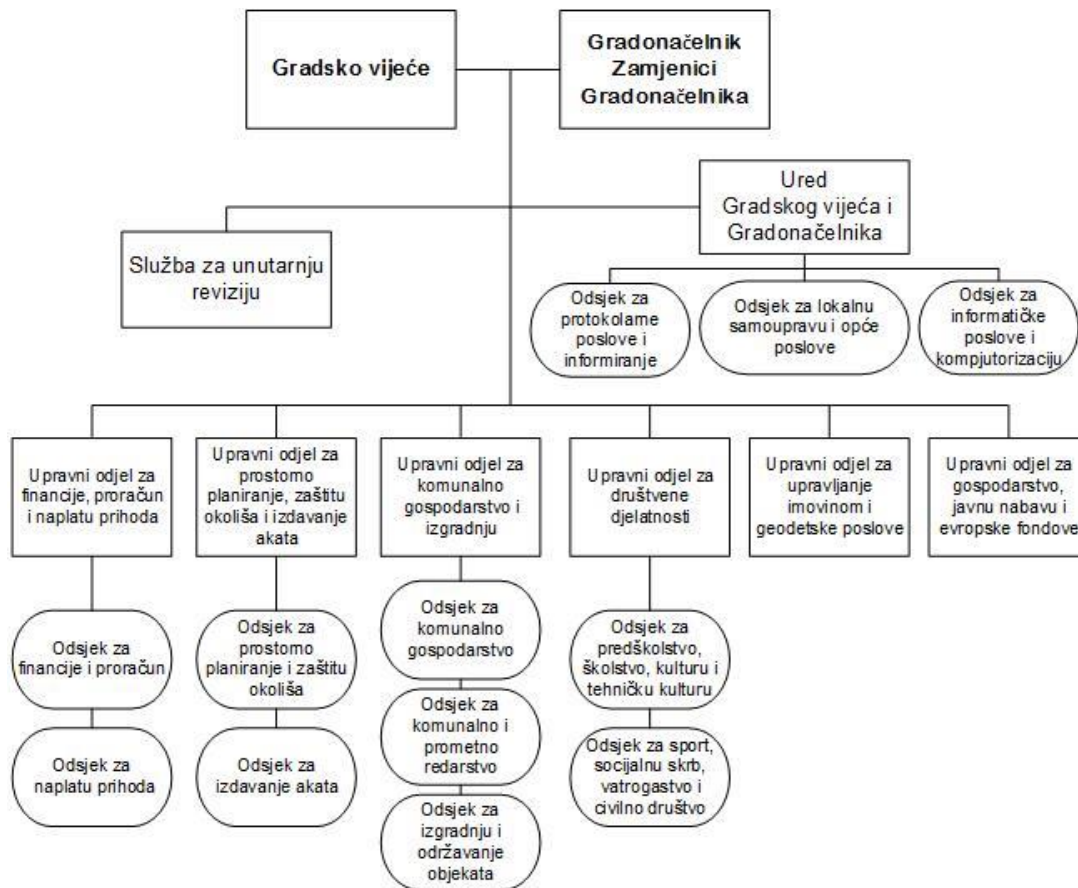 Gradsko vijeće
Gradonačelnik
Zamjenici
Gradonačelnika
Ured
Gradskog vijeća i
Gradonačelnika
Služba za unutarnju
reviziju
Odsjek za
protokolarne
poslove i
informiranje
Odsjek za lokalnu
samoupravu i opće
poslove
Odsjek za
informatičke
poslove i
kompjutorizaciju
Upravni odjel za
financije, proračun
i naplatu prihoda
Upravni odjel za
prostorno
planiranje, zaštitu
okoliša i izdavanje
akata
Upravni odjel za
komunalno
gospodarstvo i
izgradnju
Upravni odjel za
društvene
djelatnosti
Upravni odjel za
upravljanje
imovinom i
geodetske poslove
Upravni odjel za
gospodarstvo,
javnu nabavu i
evropske fondove
Odsjek za
financije i proračun
Odsjek za
naplatu prihoda
Odsjek za
prostorno
planiranje i zaštitu
okoliša
Odsjek za
izdavanje akata
Odsjek za
komunalno
gospodarstvo
Odsjek za
komunalno i
prometno
redarstvo
Odsjek za
izgradnju i
održavanje
objekata
Odsjek za
predškolstvo,
školstvo, kulturu i
tehničku kulturu
Odsjek za sport,
socijalnu skrb,
vatrogastvo i
civilno društvo